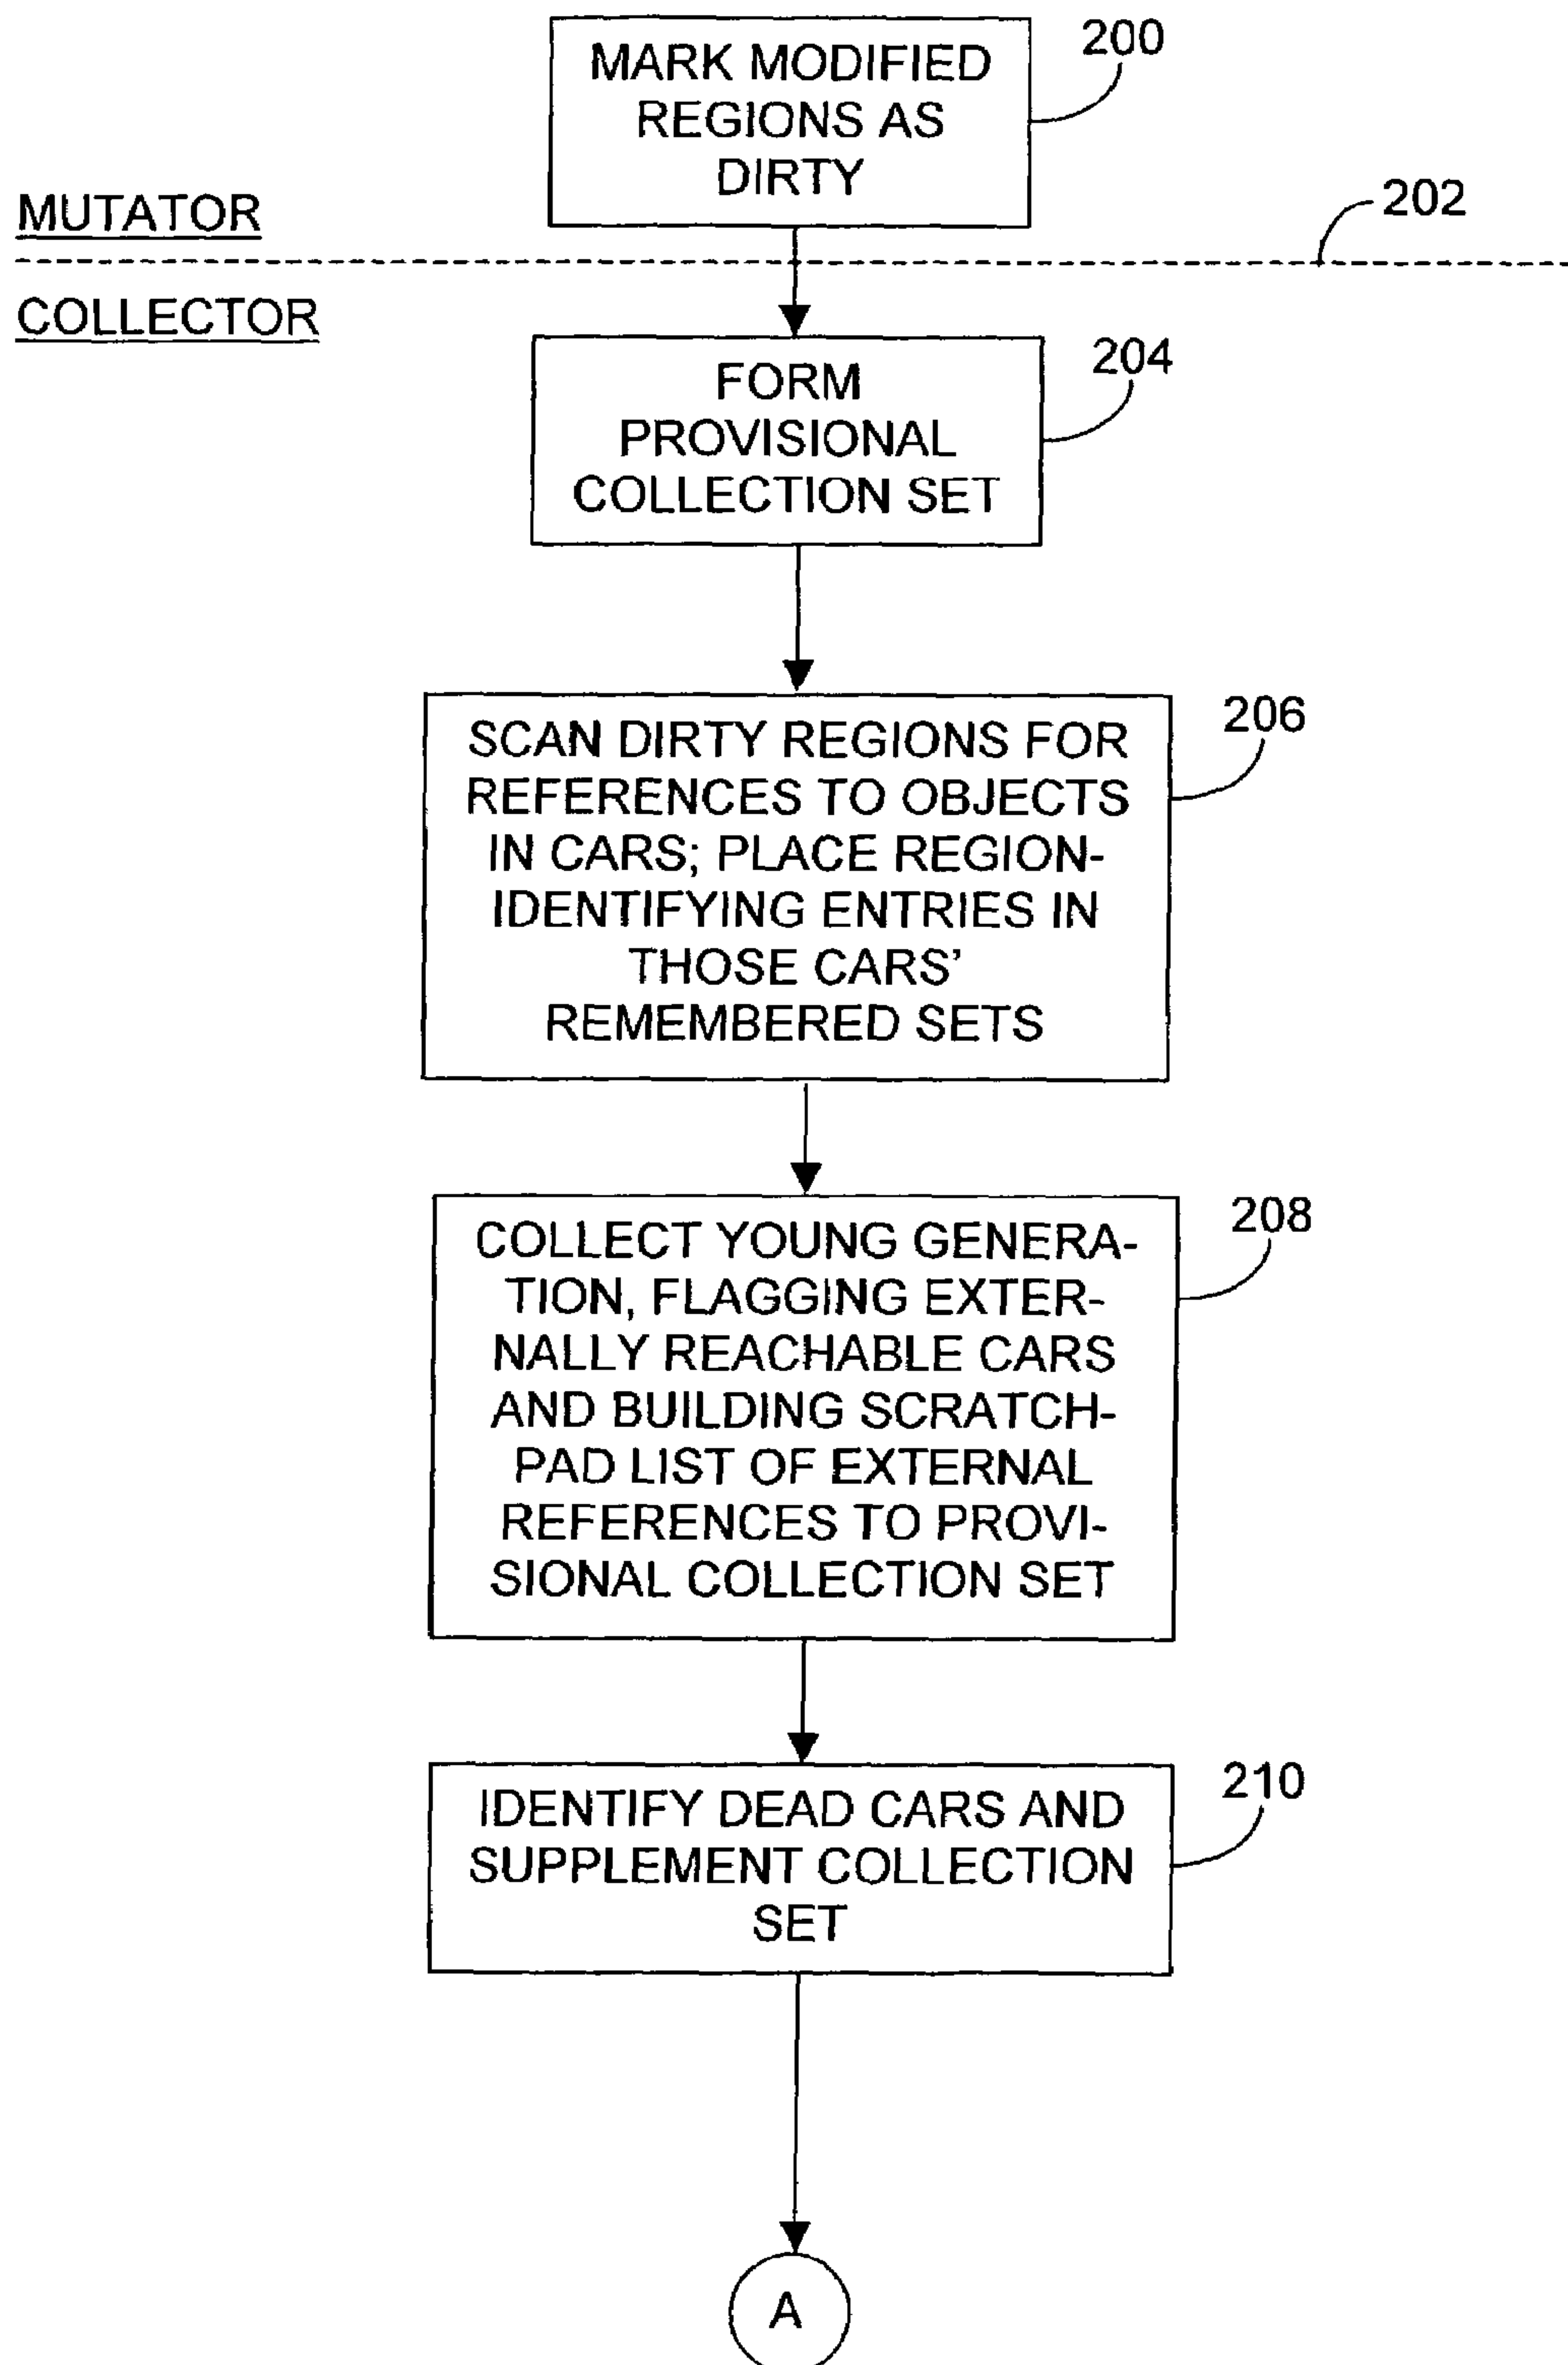 MARK MODIFIED
REGIONS AS
DIRTY
200
MUTATOR
202
COLLECTOR
FORM
PROVISIONAL
COLLECTION SET
204
SCAN DIRTY REGIONS FOR
REFERENCES TO OBJECTS
IN CARS; PLACE REGION-
IDENTIFYING ENTRIES IN
THOSE CARS’
REMEMBERED SETS
206
COLLECT YOUNG GENERA-
TION, FLAGGING EXTER-
NALLY REACHABLE CARS
AND BUILDING SCRATCH-
PAD LIST OF EXTERNAL
REFERENCES TO PROVI-
SIONAL COLLECTION SET
208
IDENTIFY DEAD CARS AND
SUPPLEMENT COLLECTION
SET
210
A